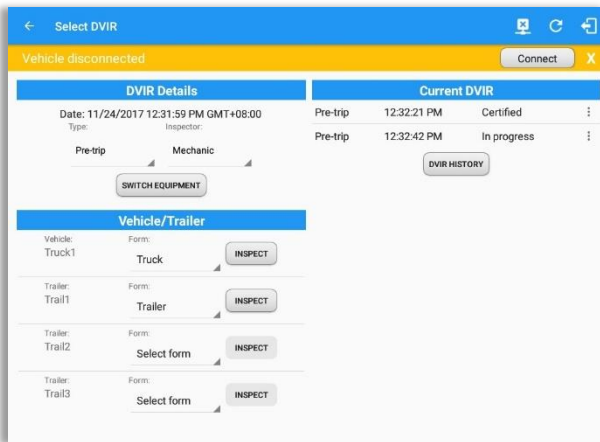 Select DVIR
Vehicle disconnected
Connect
X
DVIR Details
Date: 11/24/2017 12:31:59 PM GMT+08:00
Type: Inspector:
Pre-trip Mechanic
SWITCH EQUIPMENT
Vehicle/Trailer
Vehicle: Form:
Truck1 Truck INSPECT
Trailer: Form:
Trail1 Trailer INSPECT
Trailer: Form:
Trail2 Select form INSPECT
Trailer: Form:
Trail3 Select form INSPECT
Current DVIR
Pre-trip 12:32:21 PM Certified
Pre-trip 12:32:42 PM In progress
DVIR HISTORY